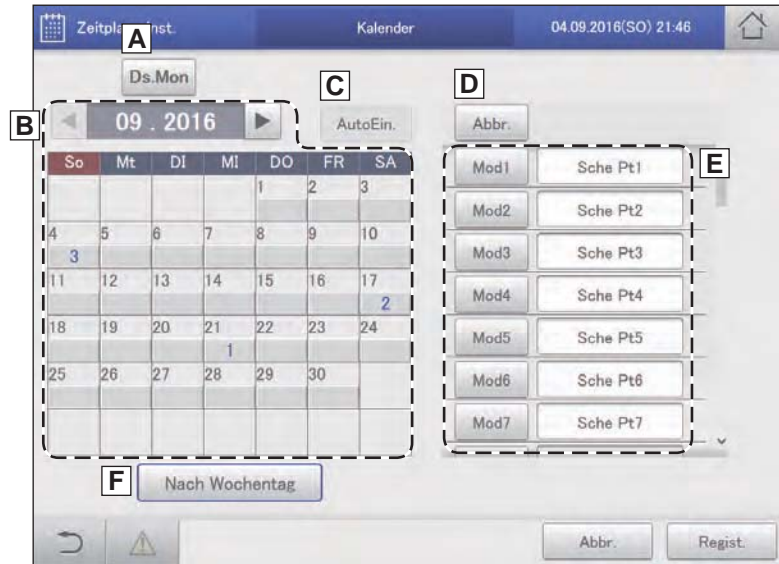 Zeitpla inst. Kalender 04.09.2016(SO) 21:46
A
Ds.Mon
C
D
B
09 . 2016
AutoEin.
Abbr.
So Mt DI MI DO FR SA
1 2 3
4 5 6 7 8 9 10
3
11 12 13 14 15 16 17
2
18 19 20 21 22 23 24
1
25 26 27 28 29 30
E
Mod1 Sche Pt1
Mod2 Sche Pt2
Mod3 Sche Pt3
Mod4 Sche Pt4
Mod5 Sche Pt5
Mod6 Sche Pt6
Mod7 Sche Pt7
F
Nach Wochentag
Abbr. Regist.